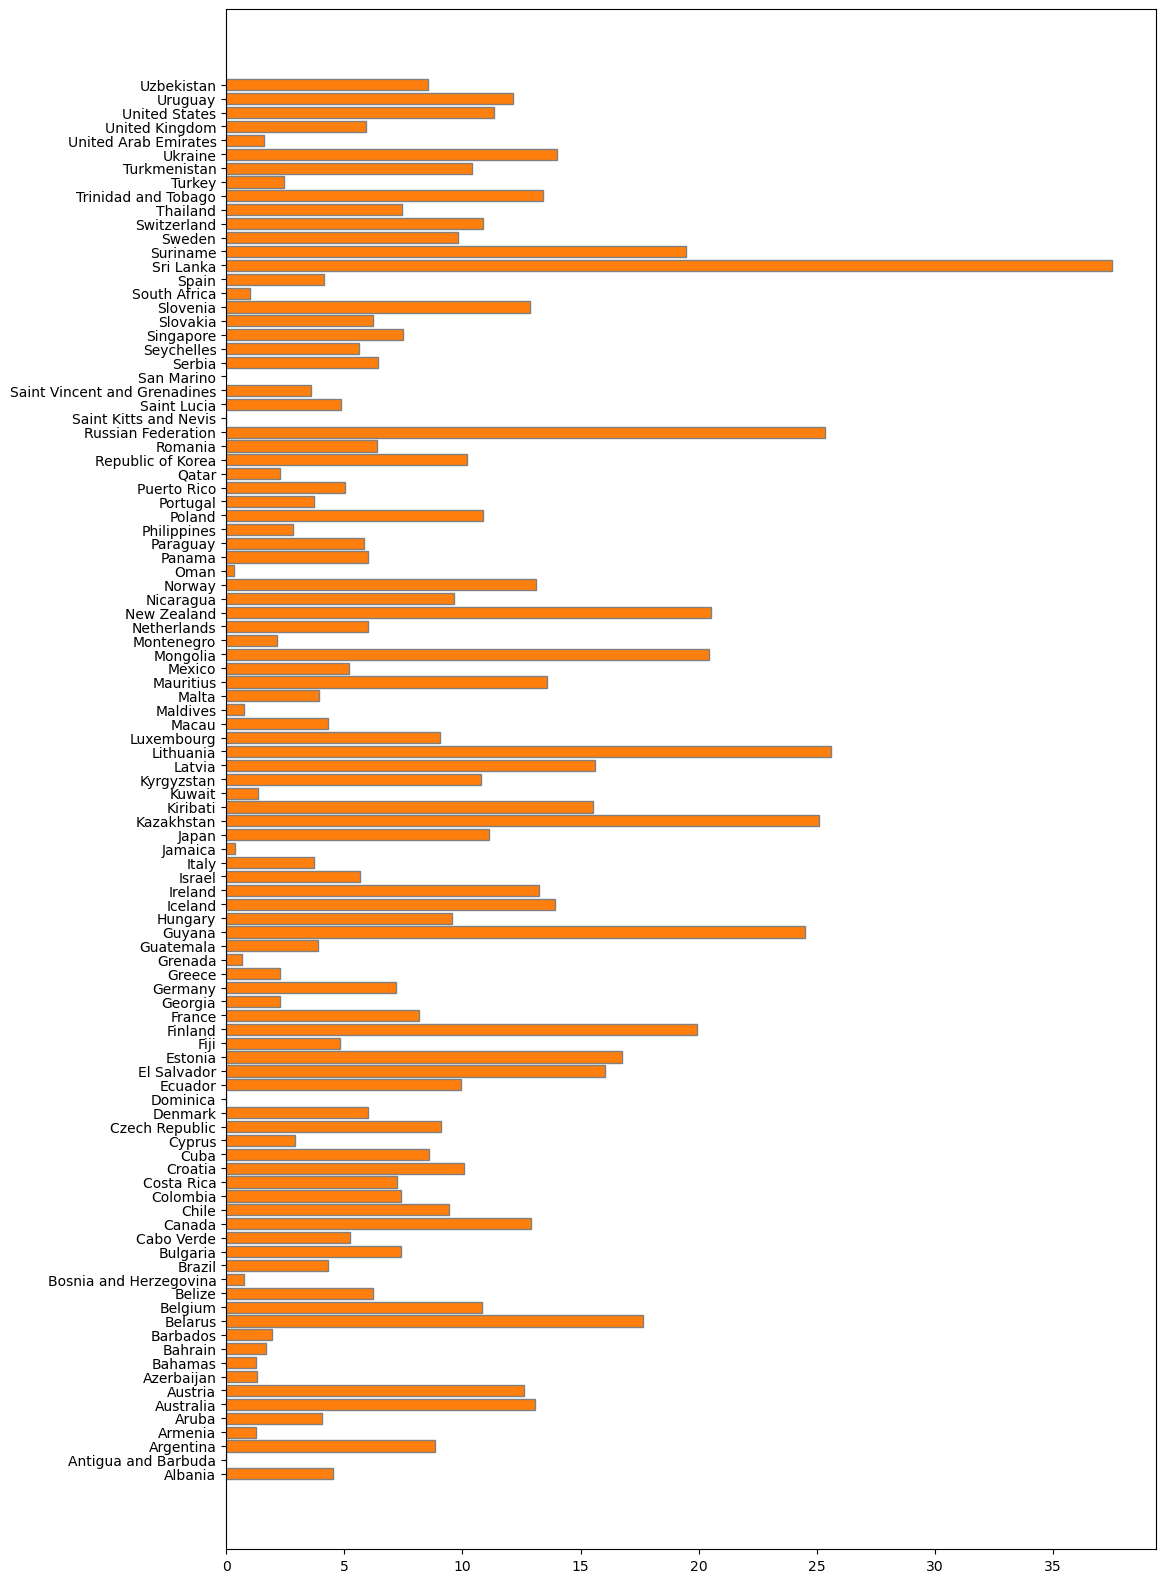 Uzbekistan
Uruguay
United States
United Kingdom
United Arab Emirates
Ukraine
Turkmenistan
Turkey
Trinidad and Tobago
Thailand
Switzerland
Sweden
Suriname
Sri Lanka
Spain
South Africa
Slovenia
Slovakia
Singapore
Seychelles
Serbia
San Marino
Saint Vincent and Grenadines
Saint Lucia
Saint Kitts and Nevis
Russian Federation
Romania
Republic of Korea
Qatar
Puerto Rico
Portugal
Poland
Philippines
Paraguay
Panama
Oman
Norway
Nicaragua
New Zealand
Netherlands
Montenegro
Mongolia
Mexico
Mauritius
Malta
Maldives
Macau
Luxembourg
Lithuania
Latvia
Kyrgyzstan
Kuwait
Kiribati
Kazakhstan
Japan
Jamaica
Italy
Israel
Ireland
Iceland
Hungary
Guyana
Guatemala
Grenada
Greece
Germany
Georgia
France
Finland
Fiji
Estonia
El Salvador
Ecuador
Dominica
Denmark
Czech Republic
Cyprus
Cuba
Croatia
Costa Rica
Colombia
Chile
Canada
Cabo Verde
Bulgaria
Brazil
Bosnia and Herzegovina
Belize
Belgium
Belarus
Barbados
Bahrain
Bahamas
Azerbaijan
Austria
Australia
Aruba
Armenia
Argentina
Antigua and Barbuda
Albania
0 5 10 15 20 25 30 35